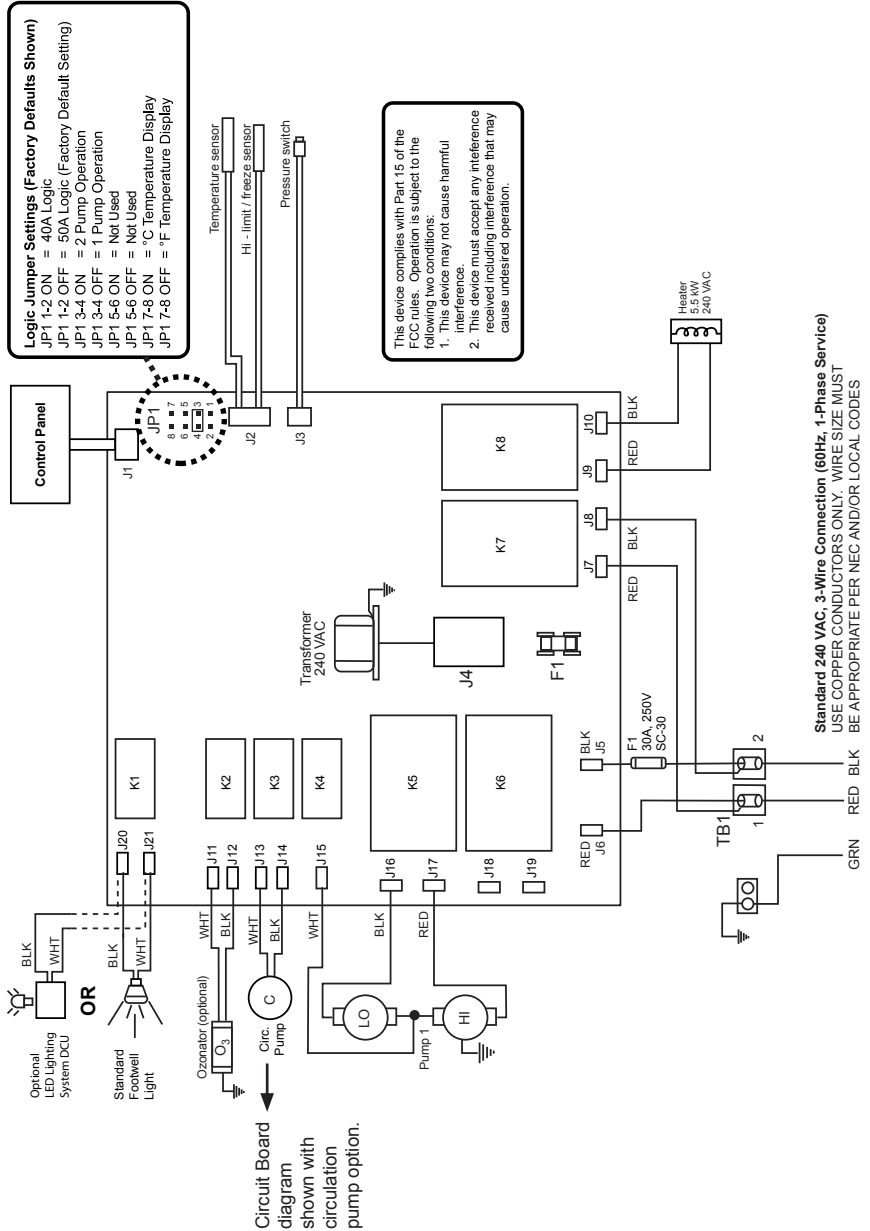 Logic Jumper Settings (Factory Defaults Shown)
JP1 1-2 ON = 40A Logic
JP1 1-2 OFF = 50A Logic (Factory Default Setting)
JP1 3-4 ON = 2 Pump Operation
JP1 3-4 OFF = 1 Pump Operation
JP1 5-6 ON = Not Used
JP1 5-6 OFF = Not Used
JP1 7-8 ON = °C Temperature Display
JP1 7-8 OFF = °F Temperature Display
Control Panel
J1
JP1
8 7
6 5
4 3
2 1
J2
J3
Temperature sensor
Hi - limit / freeze sensor
Pressure switch
This device complies with Part 15 of the
FCC rules. Operation is subject to the
following two conditions:
1. This device may not cause harmful
interference.
2. This device must accept any inteference
received including interference that may
cause undesired operation.
Optional
LED Lighting
System DCU
BLK
WHT
OR
Standard
Footwell
Light
BLK
WHT
J20
J21
K1
Ozonator (optional)
O3
WHT
BLK
J11
J12
K2
Circ.
Pump
C
WHT
BLK
J13
J14
K3
J15
WHT
K4
Circuit Board
diagram
shown with
circulation
pump option.
Pump 1
LO
HI
BLK
RED
J16
J17
J18
J19
K5
K6
Transformer
240 VAC
J4
F1
K7
K8
J7
J8
J9
J10
RED
BLK
RED
BLK
Heater
5.5 kW
240 VAC
RED
J6
BLK
J5
F1
30A, 250V
SC-30
TB1
1
2
GRN
RED
BLK
Standard 240 VAC, 3-Wire Connection (60Hz, 1-Phase Service)
USE COPPER CONDUCTORS ONLY. WIRE SIZE MUST
BE APPROPRIATE PER NEC AND/OR LOCAL CODES